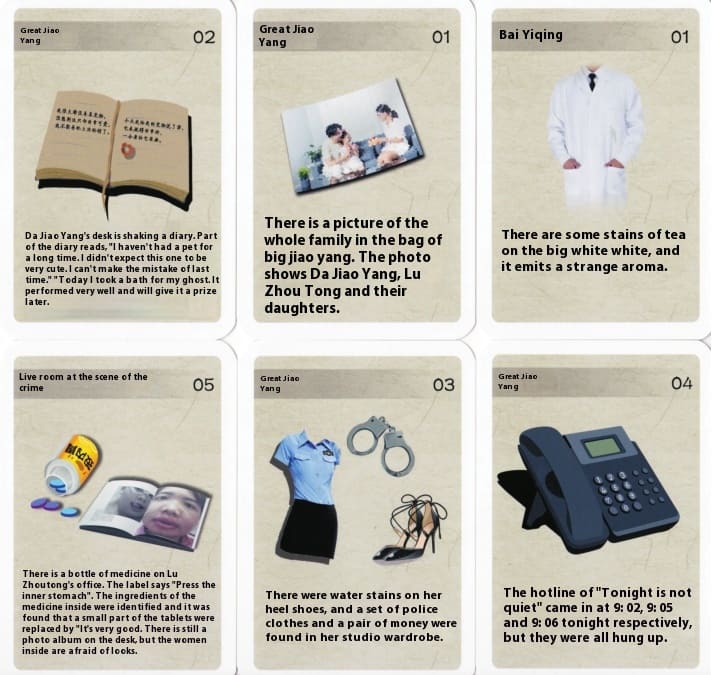 Great Jiao
Yang
02
Da Jiao Yang's desk is shaking a diary. Part
of the diary reads, "I haven't had a pet for
a long time. I didn't expect this one to be
very cute. I can't make the mistake of last
time." "Today I took a bath for my ghost. It
performed very well and will give it a prize
later.
Great Jiao
Yang
01
There is a picture of the
whole family in the bag of
big jiao yang. The photo
shows Da Jiao Yang, Lu
Zhou Tong and their
daughters.
Bai Yiqing
01
There are some stains of tea
on the big white white, and
it emits a strange aroma.
Live room at the scene of the
crime
05
There is a bottle of medicine on Lu
Zhoutong's office. The label says "Press the
inner stomach". The ingredients of the
medicine inside were identified and it was
found that a small part of the tablets were
replaced by "It's very good. There is still a
photo album on the desk, but the women
inside are afraid of looks.
Great Jiao
Yang
03
There were water stains on her
heel shoes, and a set of police
clothes and a pair of money were
found in her studio wardrobe.
Great Jiao
Yang
04
The hotline of "Tonight is not
quiet" came in at 9: 02, 9: 05
and 9: 06 tonight respectively,
but they were all hung up.